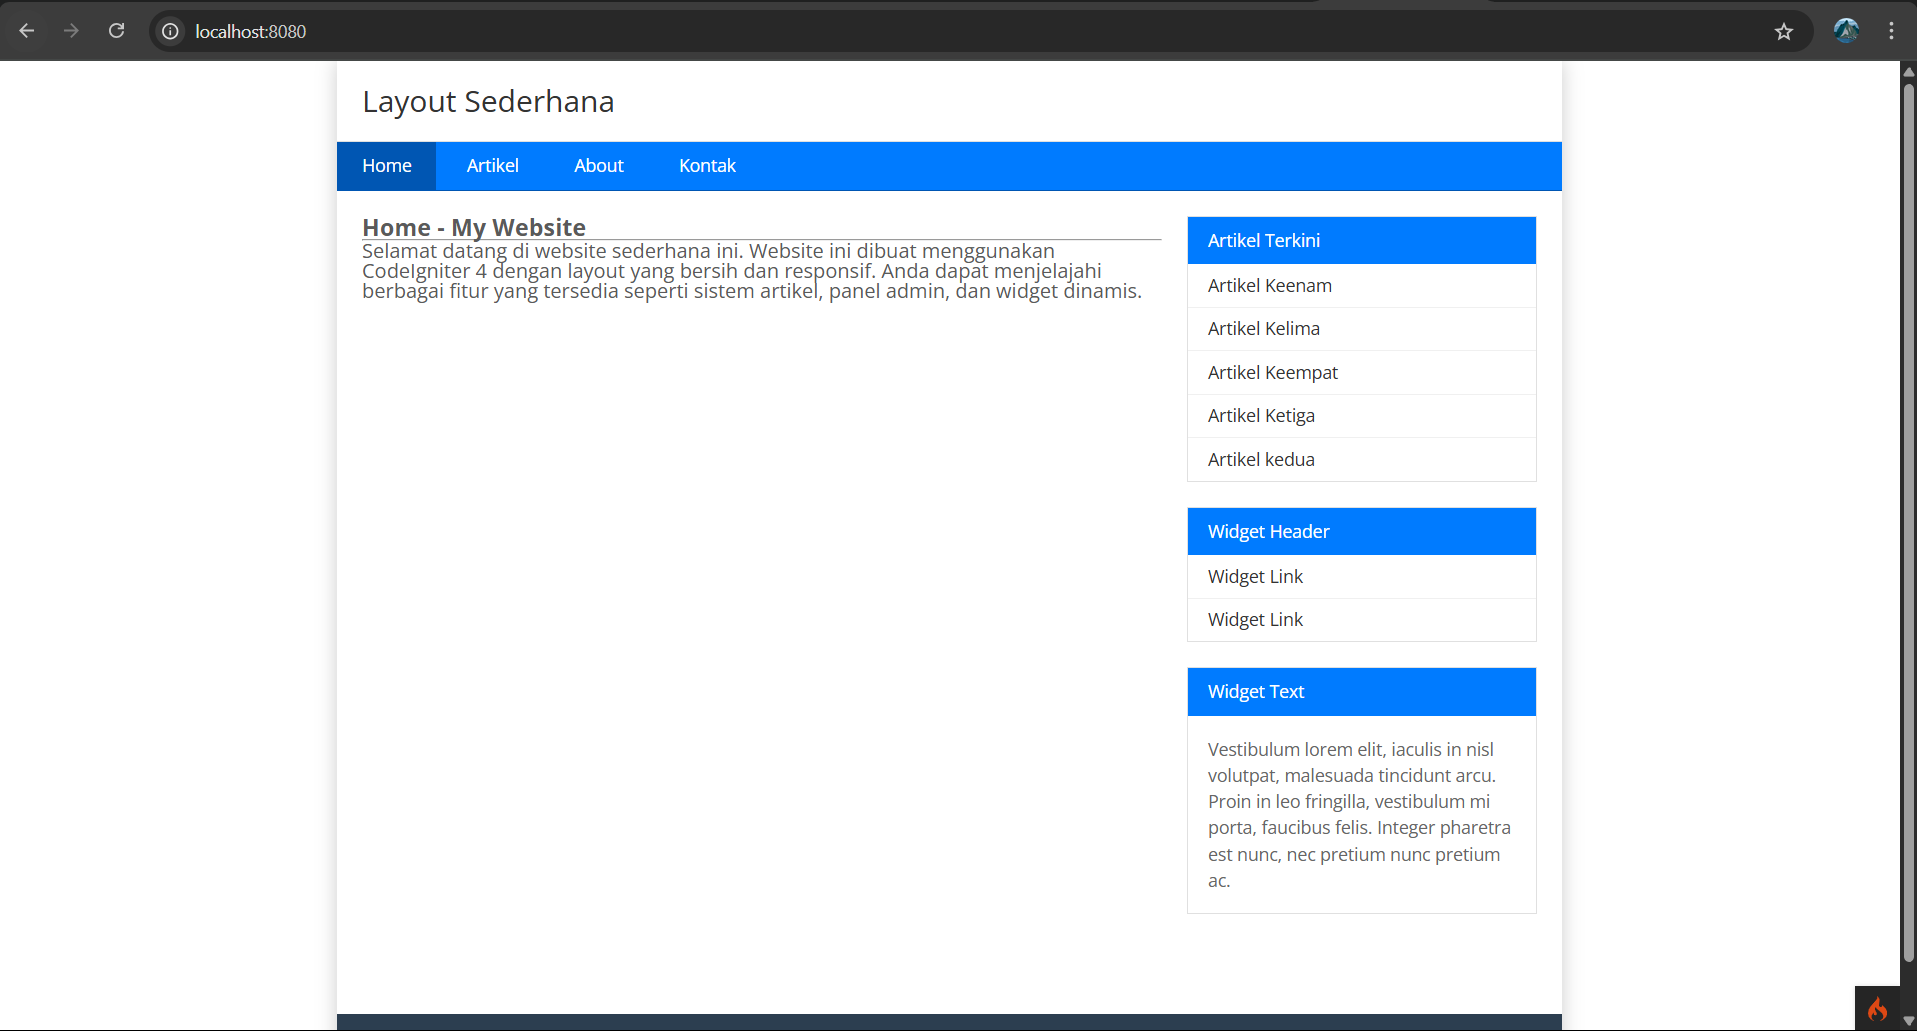 localhost:8080
Layout Sederhana
Home
Artikel
About
Kontak
Home - My Website
Selamat datang di website sederhana ini. Website ini dibuat menggunakan
CodeIgniter 4 dengan layout yang bersih dan responsif. Anda dapat menjelajahi
berbagai fitur yang tersedia seperti sistem artikel, panel admin, dan widget dinamis.
Artikel Terkini
Artikel Keenam
Artikel Kelima
Artikel Keempat
Artikel Ketiga
Artikel kedua
Widget Header
Widget Link
Widget Link
Widget Text
Vestibulum lorem elit, iaculis in nisl
volutpat, malesuada tincidunt arcu.
Proin in leo fringilla, vestibulum mi
porta, faucibus felis. Integer pharetra
est nunc, nec pretium nunc pretium
ac.